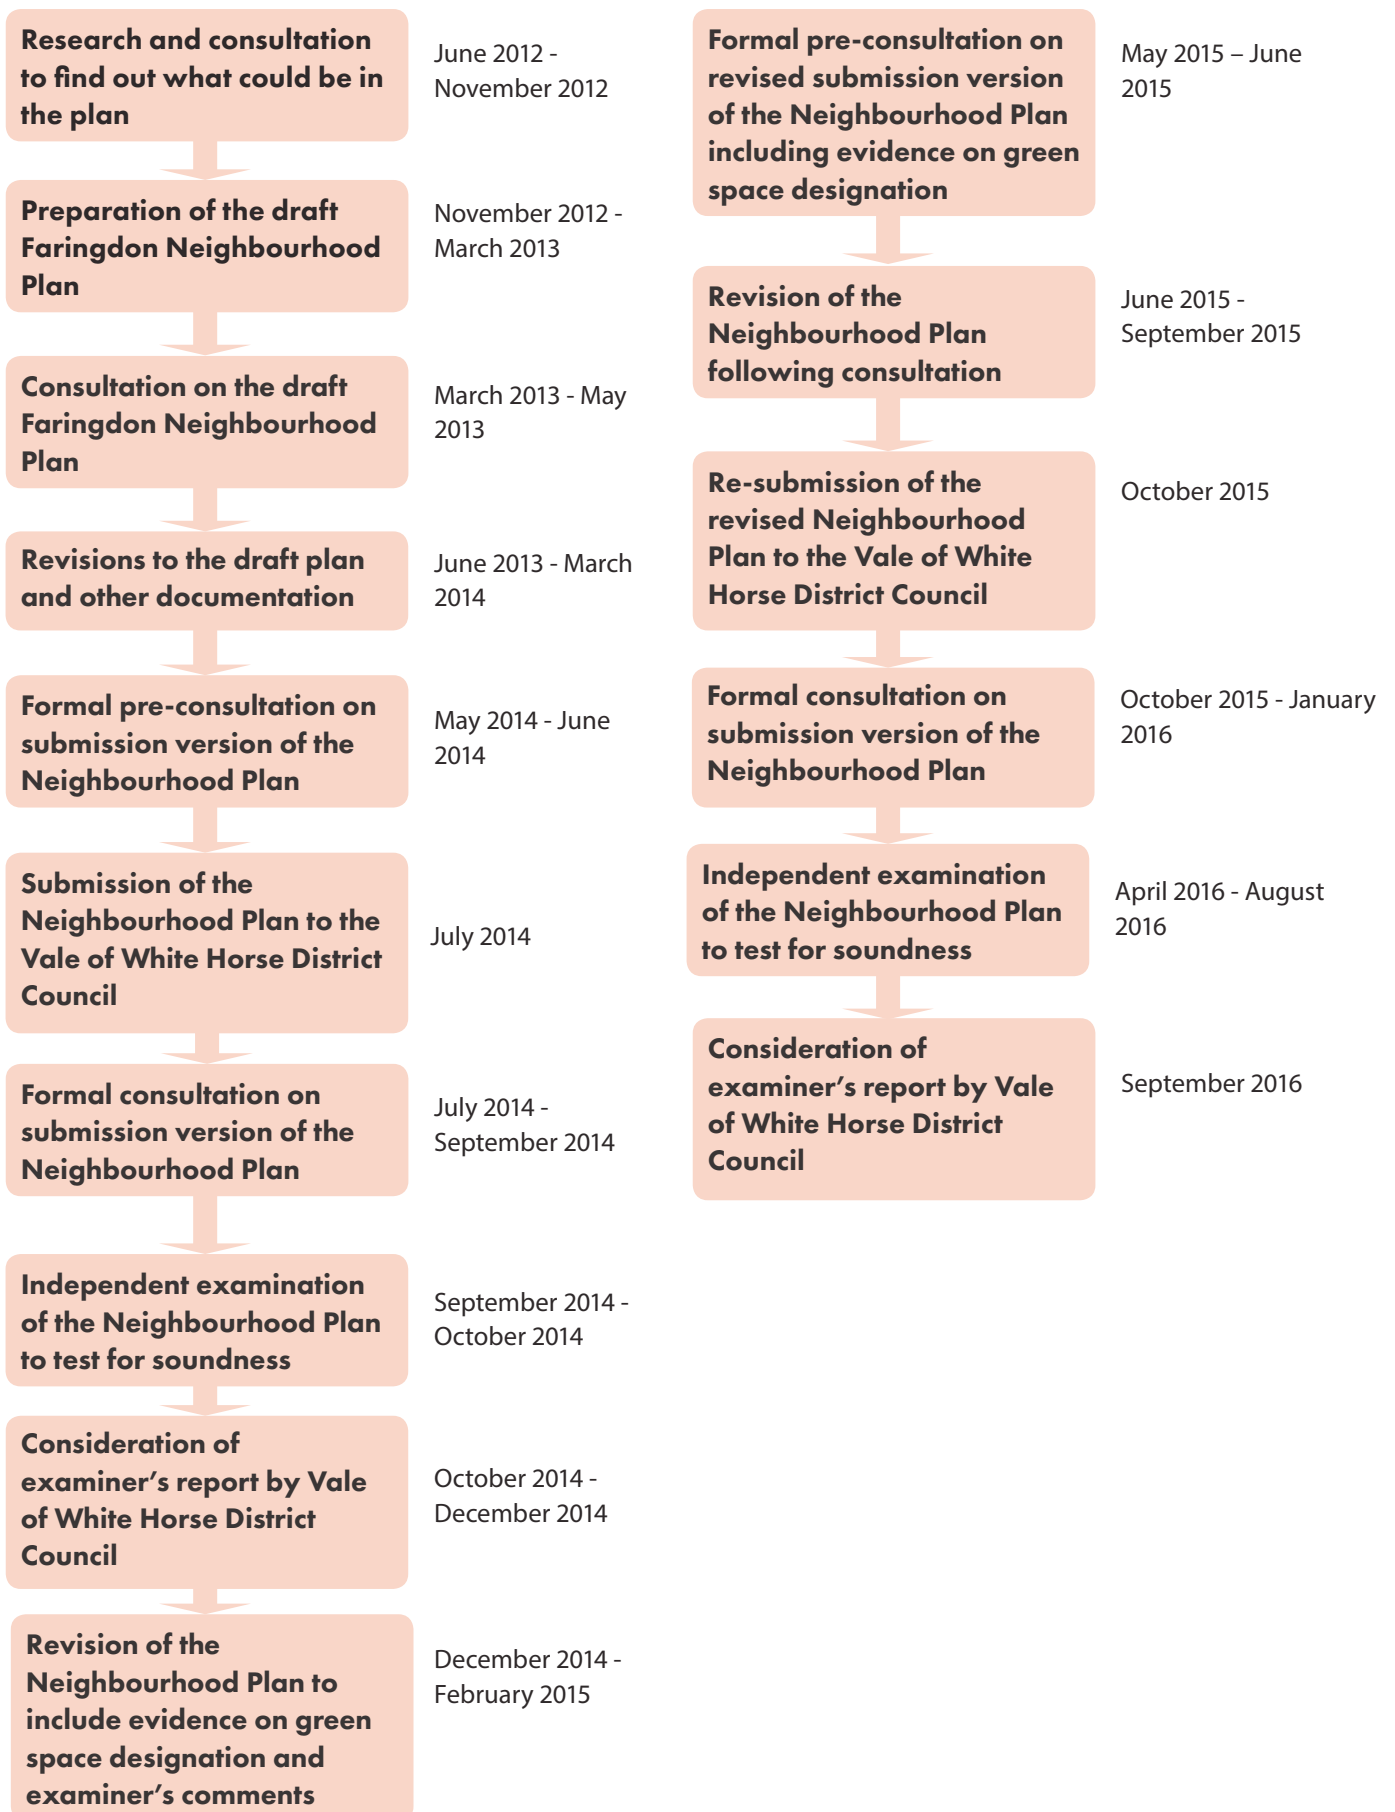 Research and consultation
to find out what could be in
the plan
June 2012 -
November 2012
Preparation of the draft
Faringdon Neighbourhood
Plan
November 2012 -
March 2013
Consultation on the draft
Faringdon Neighbourhood
Plan
March 2013 - May
2013
Revisions to the draft plan
and other documentation
June 2013 - March
2014
Formal pre-consultation on
submission version of the
Neighbourhood Plan
May 2014 - June
2014
Submission of the
Neighbourhood Plan to the
Vale of White Horse District
Council
July 2014
Formal consultation on
submission version of the
Neighbourhood Plan
July 2014 -
September 2014
Independent examination
of the Neighbourhood Plan
to test for soundness
September 2014 -
October 2014
Consideration of
examiner’s report by Vale
of White Horse District
Council
October 2014 -
December 2014
Revision of the
Neighbourhood Plan to
include evidence on green
space designation and
examiner’s comments
December 2014 -
February 2015
Formal pre-consultation on
revised submission version
of the Neighbourhood Plan
including evidence on green
space designation
May 2015 – June
2015
Revision of the
Neighbourhood Plan
following consultation
June 2015 -
September 2015
Re-submission of the
revised Neighbourhood
Plan to the Vale of White
Horse District Council
October 2015
Formal consultation on
submission version of the
Neighbourhood Plan
October 2015 - January
2016
Independent examination
of the Neighbourhood Plan
to test for soundness
April 2016 - August
2016
Consideration of
examiner’s report by Vale
of White Horse District
Council
September 2016